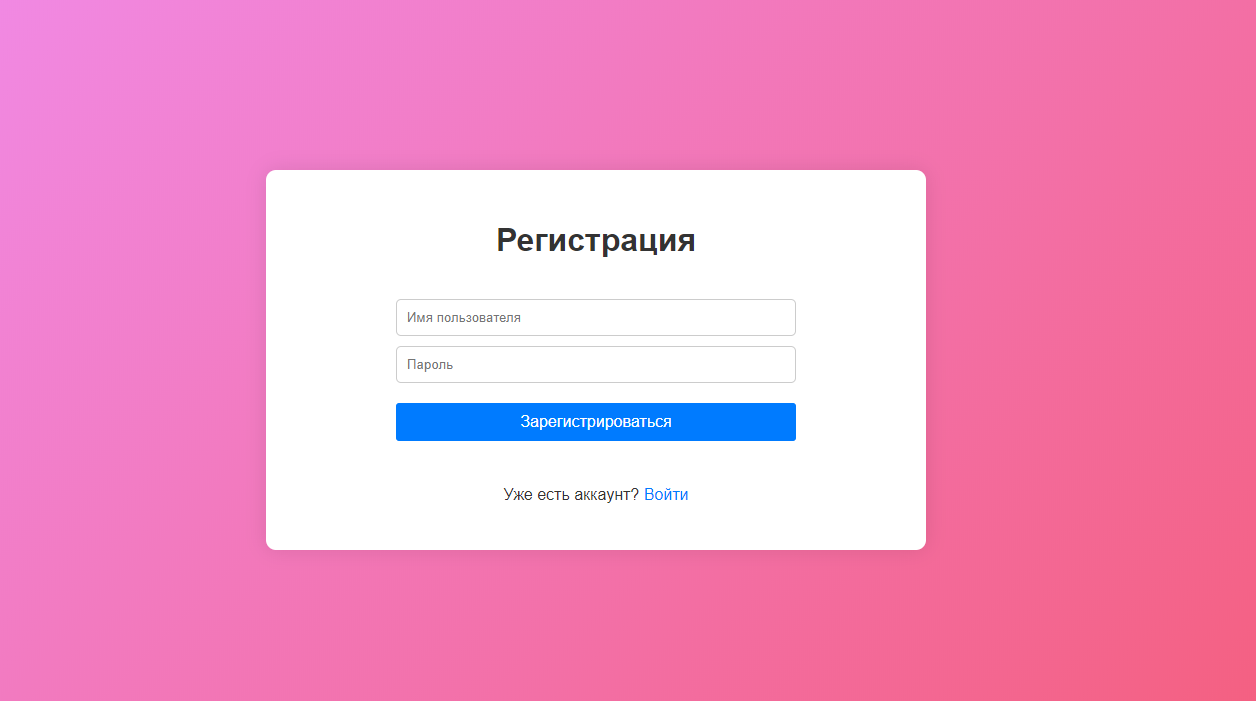 Регистрация
Имя пользователя
Пароль
Зарегистрироваться
Уже есть аккаунт? Войти